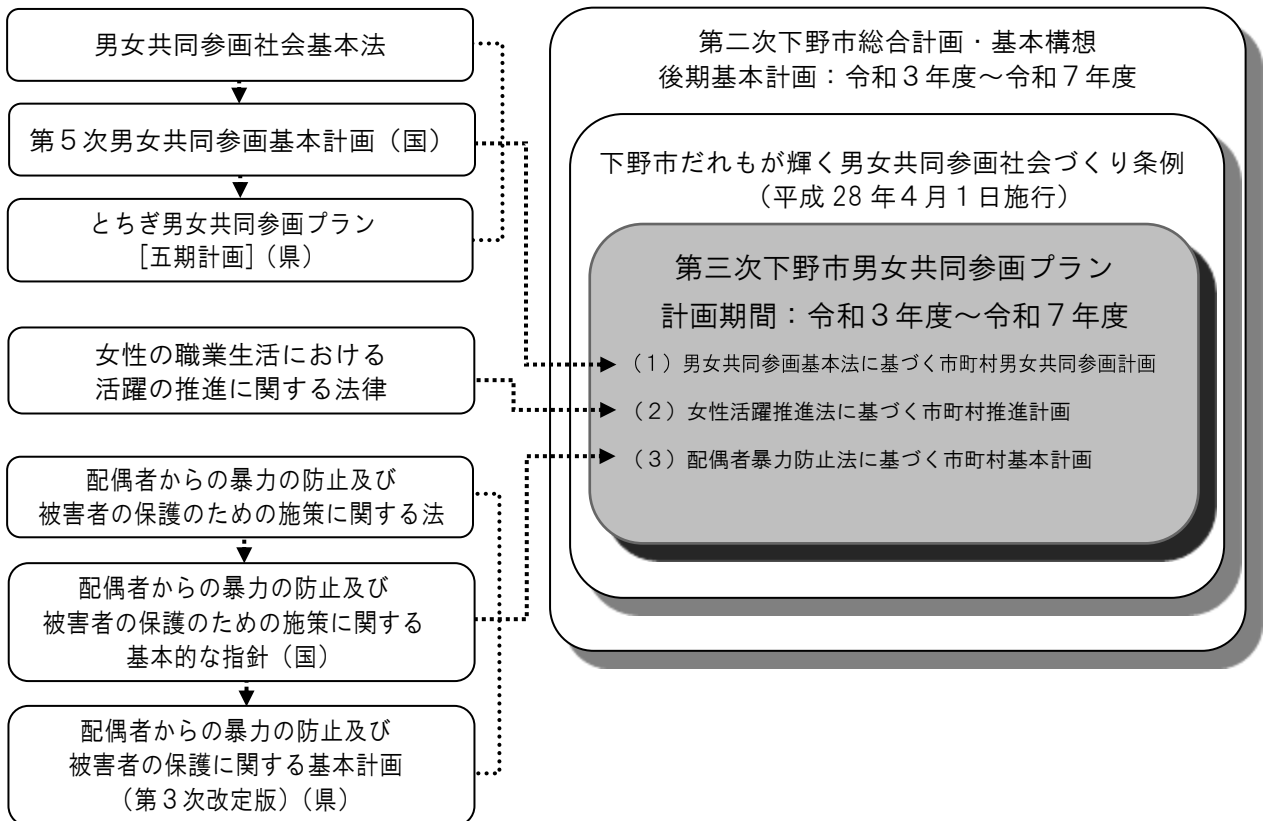 男女共同参画社会基本法
第５次男女共同参画基本計画（国）
とちぎ男女共同参画プラン
[五期計画]（県）
女性の職業生活における
活躍の推進に関する法律
配偶者からの暴力の防止及び
被害者の保護のための施策に関する法
配偶者からの暴力の防止及び
被害者の保護のための施策に関する
基本的な指針（国）
配偶者からの暴力の防止及び
被害者の保護に関する基本計画
（第３次改定版）（県）
第二次下野市総合計画・基本構想
後期基本計画：令和３年度～令和７年度
下野市だれもが輝く男女共同参画社会づくり条例
（平成 28 年４月１日施行）
第三次下野市男女共同参画プラン
計画期間：令和３年度～令和７年度
（１）男女共同参画基本法に基づく市町村男女共同参画計画
（２）女性活躍推進法に基づく市町村推進計画
（３）配偶者暴力防止法に基づく市町村基本計画